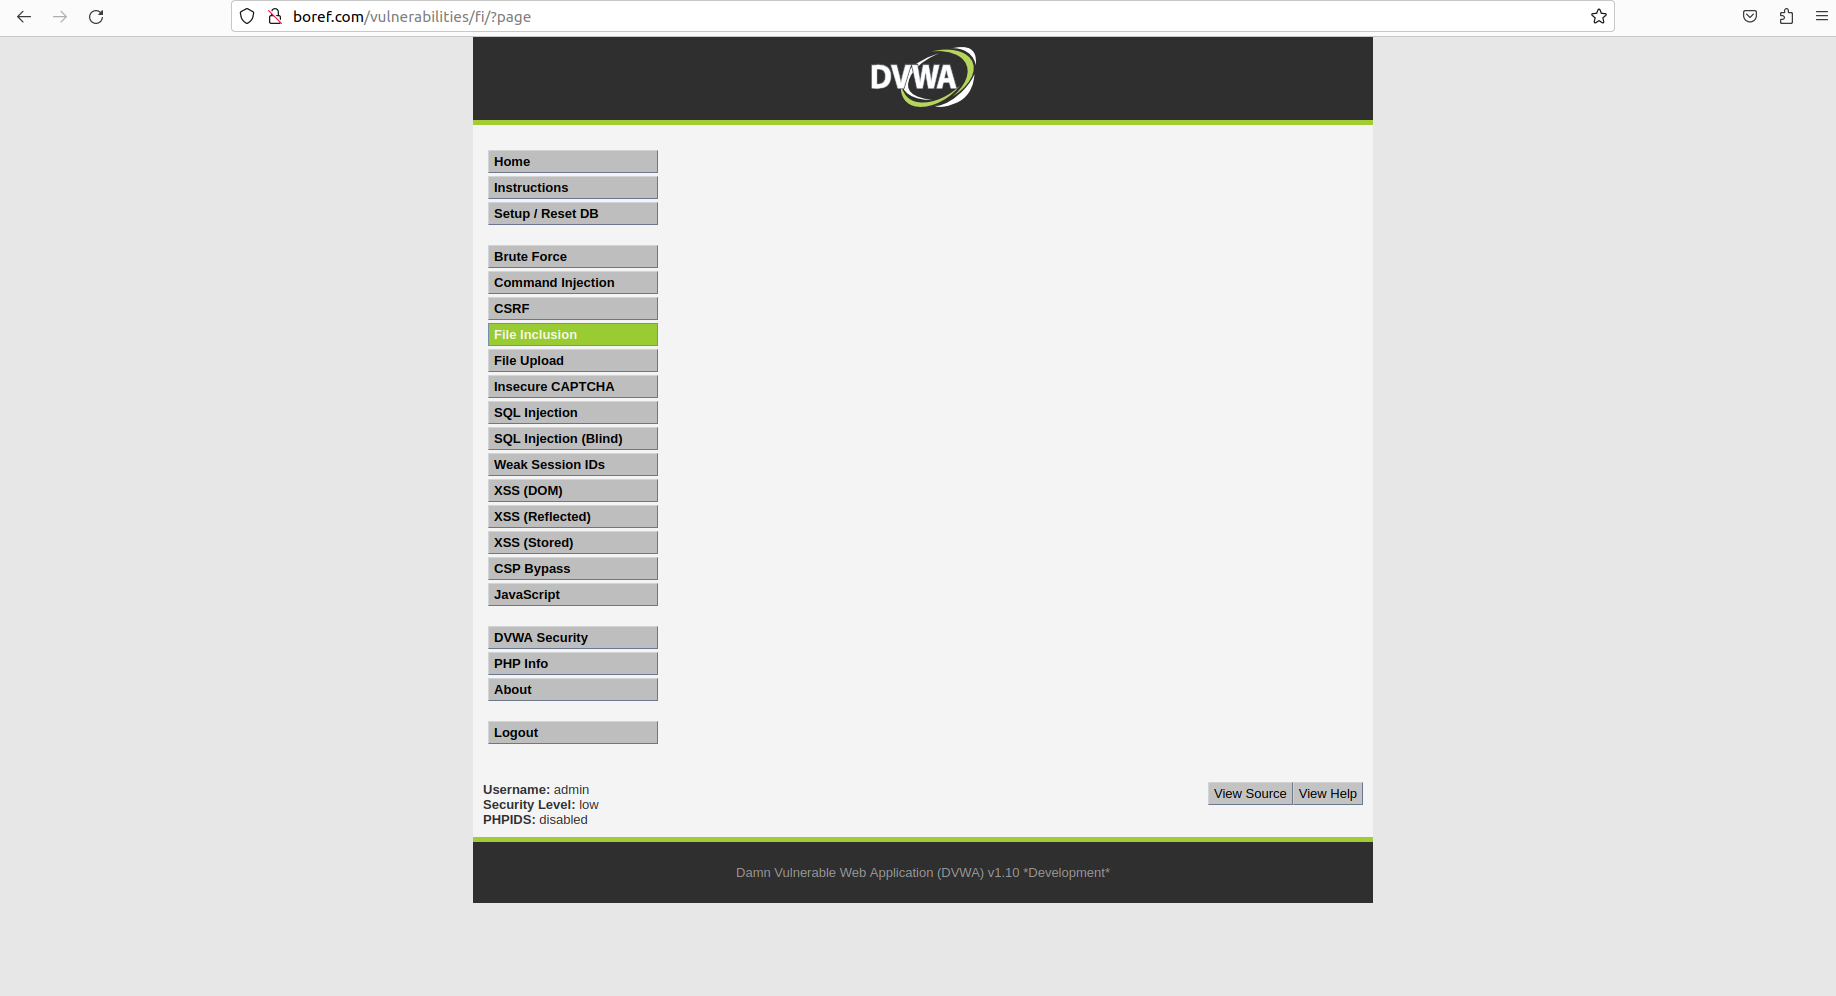 boref.com/vulnerabilities/fi/?page
DVWA
Home
Instructions
Setup / Reset DB
Brute Force
Command Injection
CSRF
File Inclusion
File Upload
Insecure CAPTCHA
SQL Injection
SQL Injection (Blind)
Weak Session IDs
XSS (DOM)
XSS (Reflected)
XSS (Stored)
CSP Bypass
JavaScript
DVWA Security
PHP Info
About
Logout
Username: admin
Security Level: low
PHPIDS: disabled
View Source View Help
Damn Vulnerable Web Application (DVWA) v1.10 *Development*